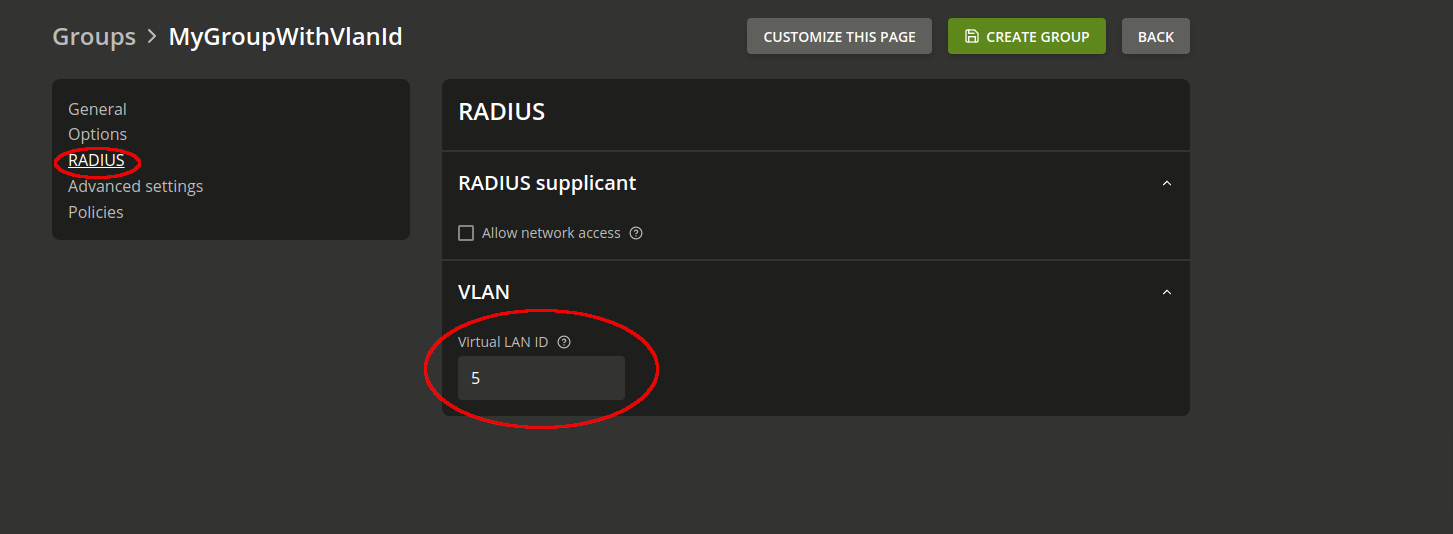 Groups > MyGroupWithVlanId
CUSTOMIZE THIS PAGE
CREATE GROUP
BACK
General
Options
RADIUS
Advanced settings
Policies
RADIUS
RADIUS supplicant
Allow network access
VLAN
Virtual LAN ID
5